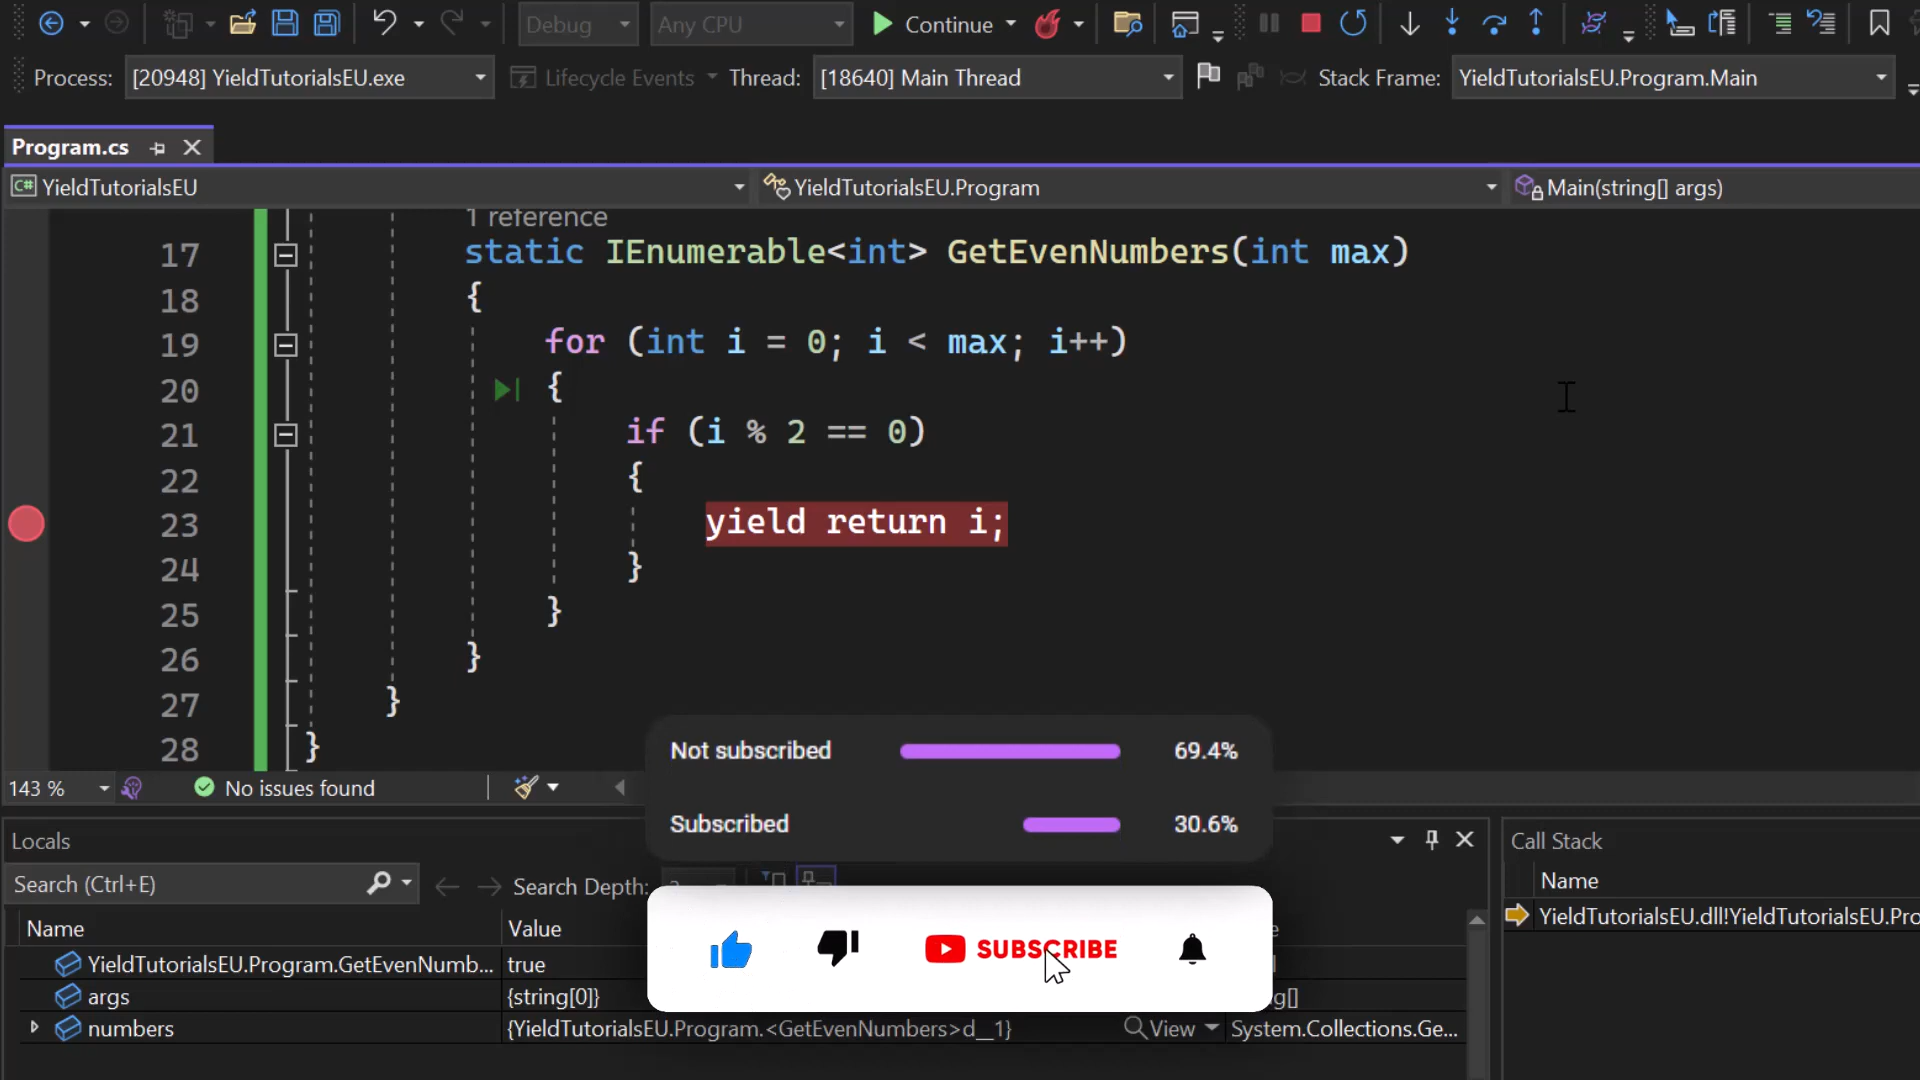 Debug
Any CPU
Continue
Process: [20948] YieldTutorialsEU.exe Lifecycle Events Thread: [18640] Main Thread Stack Frame: YieldTutorialsEU.Program.Main
Program.cs
C# YieldTutorialsEU YieldTutorialsEU.Program Main(string[] args)
1 reference
17 static IEnumerable<int> GetEvenNumbers(int max)
18 {
19 for (int i = 0; i < max; i++)
20 {
21 if (i % 2 == 0)
22 {
23 yield return i;
24 }
25 }
26 }
27 }
28 }
Not subscribed 69.4%
Subscribed 30.6%
143 % No issues found
Locals
Search (Ctrl+E) Search Depth:
Name Value
YieldTutorialsEU.Program.GetEvenNumb... true
args {string[0]}
numbers {YieldTutorialsEU.Program.<GetEvenNumbers>d__1} View System.Collections.Ge...
SUBSCRIBE
Call Stack
Name
YieldTutorialsEU.dll!YieldTutorialsEU.Pro